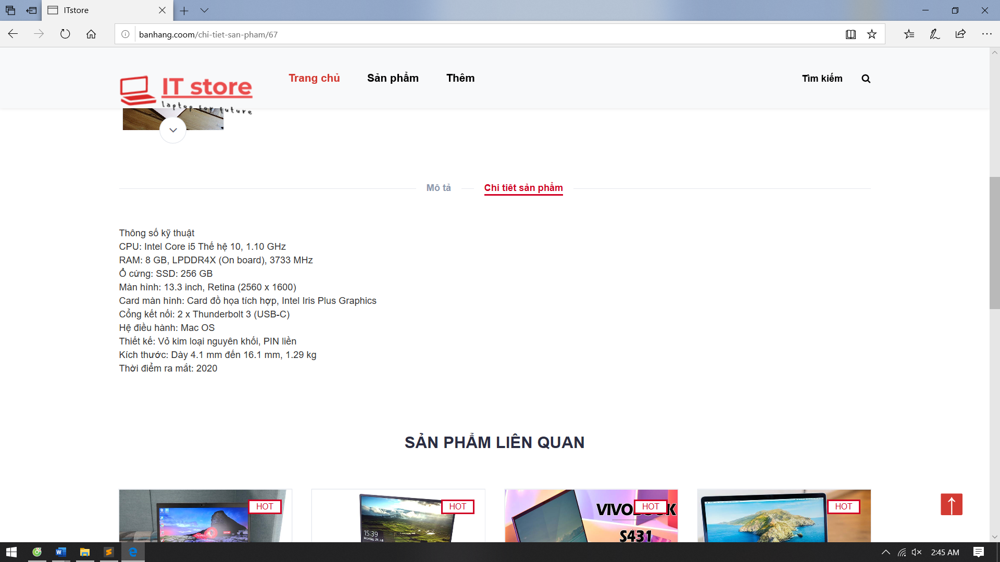 ITstore
banhang.coom/chi-tiet-san-pham/67
IT store
laptop for future
Trang chủ
Sản phẩm
Thêm
Tìm kiếm
Mô tả
Chi tiêt sản phẩm
Thông số kỹ thuật
CPU: Intel Core i5 Thế hệ 10, 1.10 GHz
RAM: 8 GB, LPDDR4X (On board), 3733 MHz
Ổ cứng: SSD: 256 GB
Màn hình: 13.3 inch, Retina (2560 x 1600)
Card màn hình: Card đồ họa tích hợp, Intel Iris Plus Graphics
Cổng kết nối: 2 x Thunderbolt 3 (USB-C)
Hệ điều hành: Mac OS
Thiết kế: Vỏ kim loại nguyên khối, PIN liền
Kích thước: Dày 4.1 mm đến 16.1 mm, 1.29 kg
Thời điểm ra mắt: 2020
SẢN PHẨM LIÊN QUAN
HOT
HOT
15:39
HOT
S431
HOT
2:45 AM